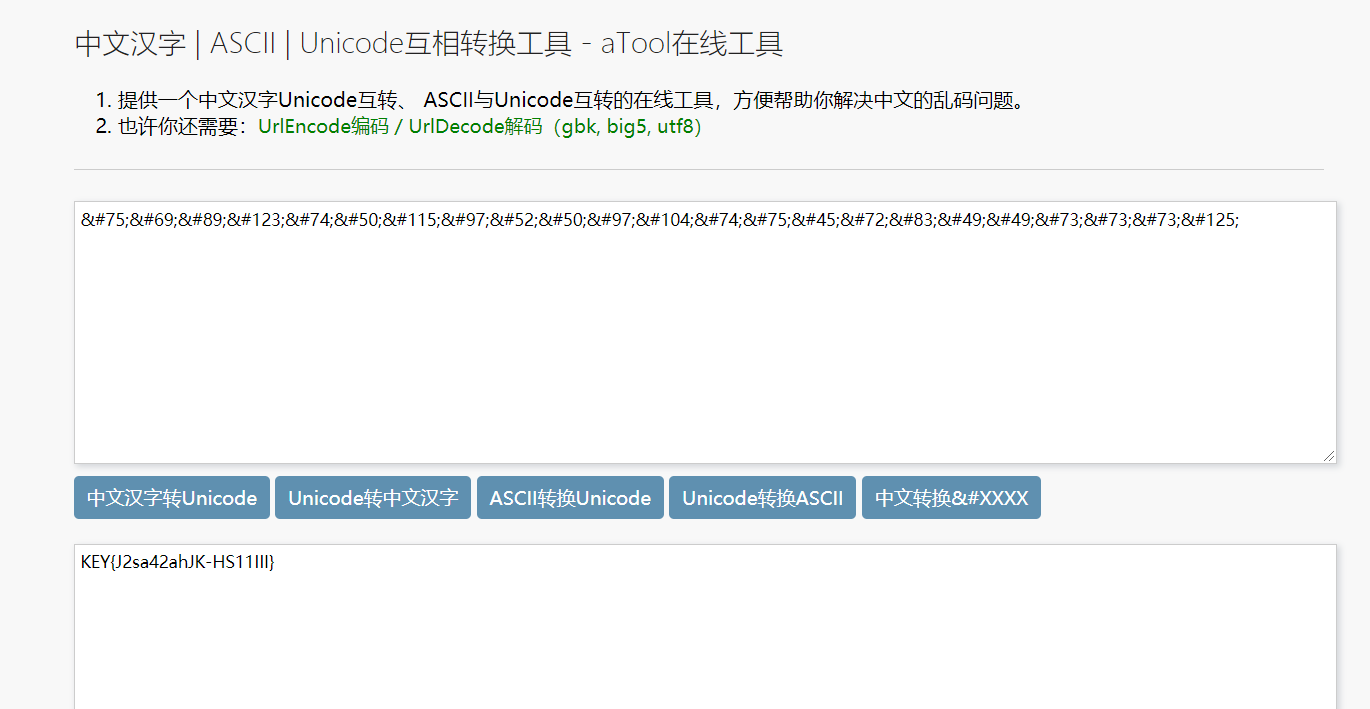 中文汉字 | ASCII | Unicode互相转换工具 - aTool在线工具
1. 提供一个中文汉字Unicode互转、 ASCII与Unicode互转的在线工具，方便帮助你解决中文的乱码问题。
2. 也许你还需要：UrlEncode编码 / UrlDecode解码（gbk, big5, utf8）
&#75;&#69;&#89;&#123;&#74;&#50;&#115;&#97;&#52;&#50;&#97;&#104;&#74;&#75;&#45;&#72;&#83;&#49;&#49;&#73;&#73;&#73;&#125;
中文汉字转Unicode Unicode转中文汉字 ASCII转换Unicode Unicode转换ASCII 中文转换&#XXXX
KEY{J2sa42ahJK-HS11III}